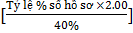 [Tỷ lệ % số hồ sơ × 2.00
40%]